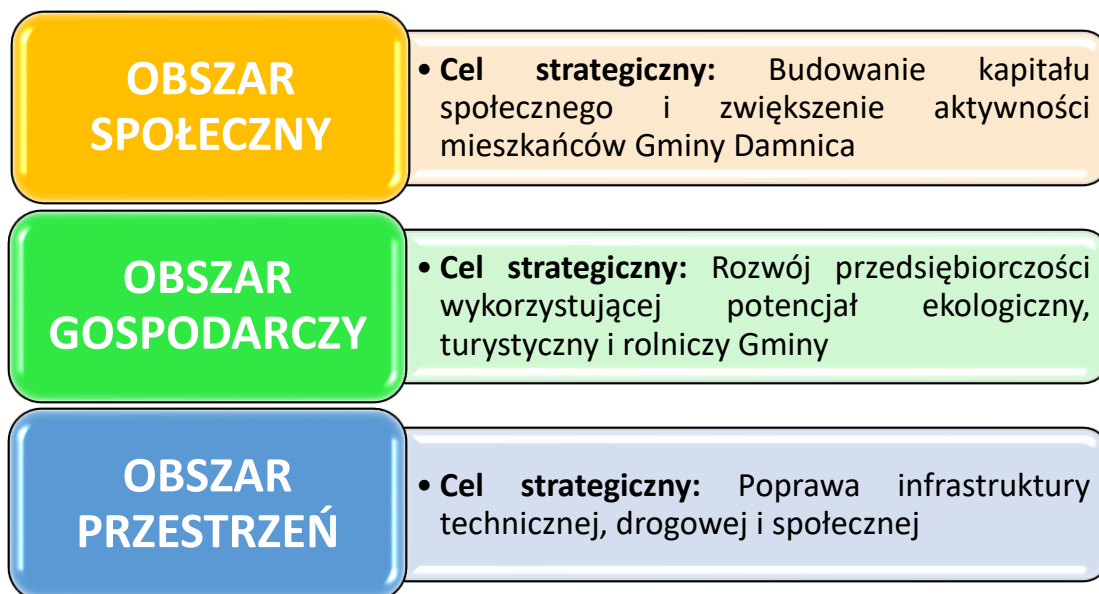 OBSZAR
SPOŁECZNY
• Cel strategiczny: Budowanie kapitału
społecznego i zwiększenie aktywności
mieszkańców Gminy Damnica
OBSZAR
GOSPODARCZY
• Cel strategiczny: Rozwój przedsiębiorczości
wykorzystującej potencjał ekologiczny,
turystyczny i rolniczy Gminy
OBSZAR
PRZESTRZEŃ
• Cel strategiczny: Poprawa infrastruktury
technicznej, drogowej i społecznej